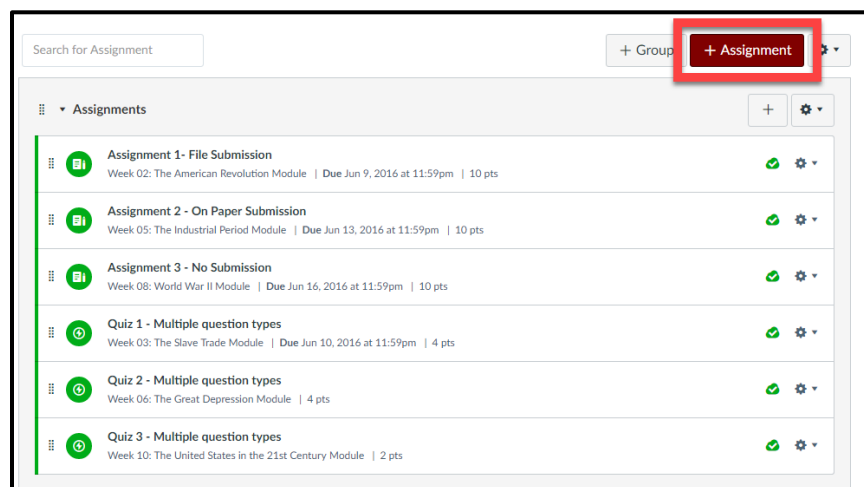 Search for Assignment
+ Group
+ Assignment
Assignments
+
Assignment 1- File Submission
Week 02: The American Revolution Module | Due Jun 9, 2016 at 11:59pm | 10 pts
Assignment 2 - On Paper Submission
Week 05: The Industrial Period Module | Due Jun 13, 2016 at 11:59pm | 10 pts
Assignment 3 - No Submission
Week 08: World War II Module | Due Jun 16, 2016 at 11:59pm | 10 pts
Quiz 1 - Multiple question types
Week 03: The Slave Trade Module | Due Jun 10, 2016 at 11:59pm | 4 pts
Quiz 2 - Multiple question types
Week 06: The Great Depression Module | 4 pts
Quiz 3 - Multiple question types
Week 10: The United States in the 21st Century Module | 2 pts